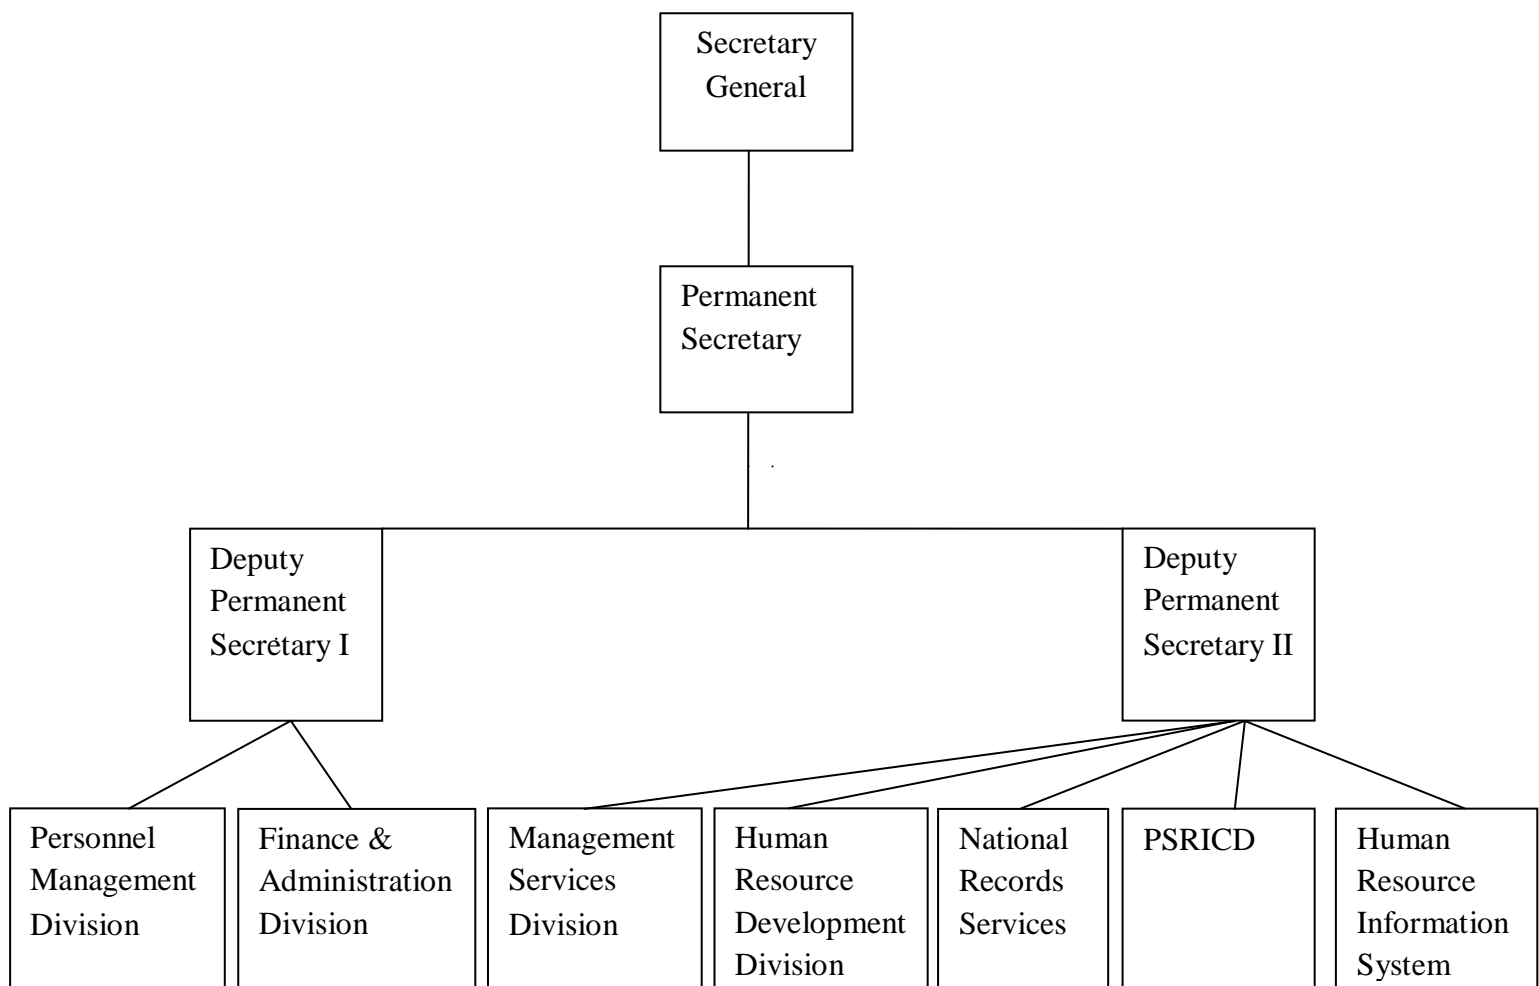 Secretary
General
Permanent
Secretary
Deputy
Permanent
Secretary I
Deputy
Permanent
Secretary II
Personnel
Management
Division
Finance &
Administration
Division
Management
Services
Division
Human
Resource
Development
Division
National
Records
Services
PSRICD
Human
Resource
Information
System